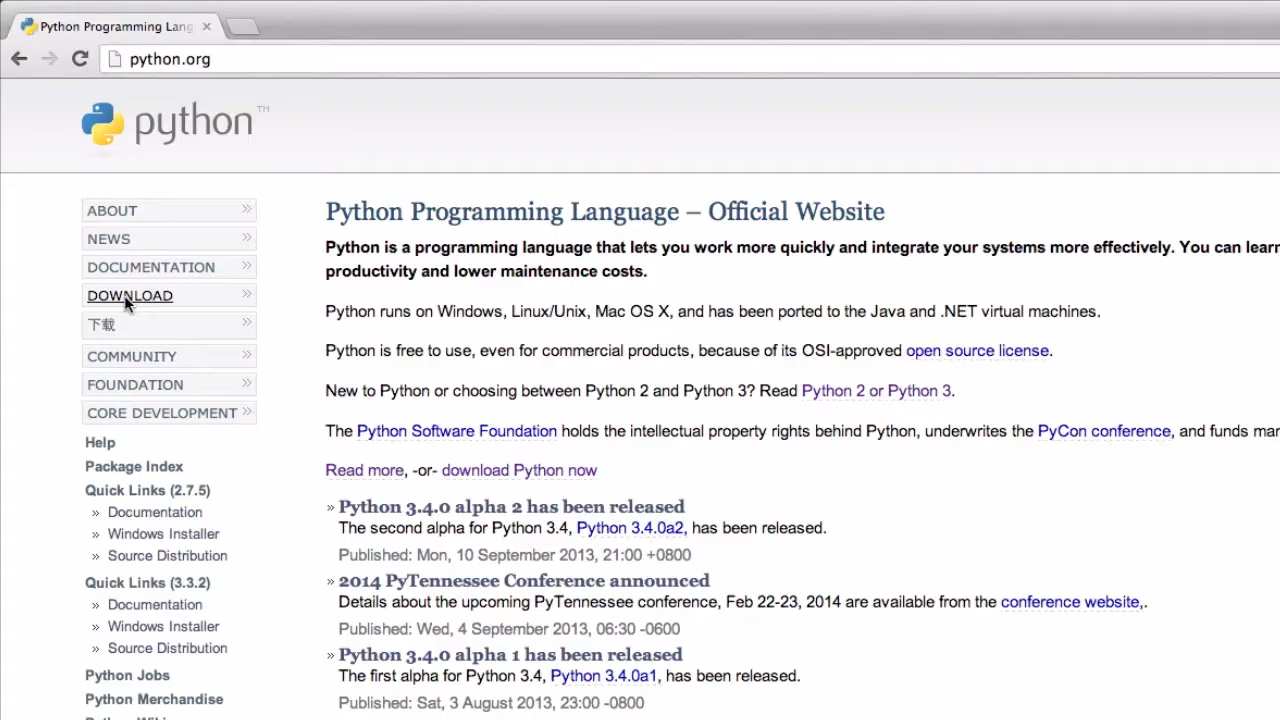 Python Programming Lang
python.org
python™
ABOUT
NEWS
DOCUMENTATION
DOWNLOAD
下载
COMMUNITY
FOUNDATION
CORE DEVELOPMENT
Help
Package Index
Quick Links (2.7.5)
» Documentation
» Windows Installer
» Source Distribution
Quick Links (3.3.2)
» Documentation
» Windows Installer
» Source Distribution
Python Jobs
Python Merchandise
Python Programming Language – Official Website
Python is a programming language that lets you work more quickly and integrate your systems more effectively. You can learn
productivity and lower maintenance costs.
Python runs on Windows, Linux/Unix, Mac OS X, and has been ported to the Java and .NET virtual machines.
Python is free to use, even for commercial products, because of its OSI-approved open source license.
New to Python or choosing between Python 2 and Python 3? Read Python 2 or Python 3.
The Python Software Foundation holds the intellectual property rights behind Python, underwrites the PyCon conference, and funds
Read more, -or- download Python now
» Python 3.4.0 alpha 2 has been released
The second alpha for Python 3.4, Python 3.4.0a2, has been released.
Published: Mon, 10 September 2013, 21:00 +0800
» 2014 PyTennessee Conference announced
Details about the upcoming PyTennessee conference, Feb 22-23, 2014 are available from the conference website,.
Published: Wed, 4 September 2013, 06:30 -0600
» Python 3.4.0 alpha 1 has been released
The first alpha for Python 3.4, Python 3.4.0a1, has been released.
Published: Sat, 3 August 2013, 23:00 -0800